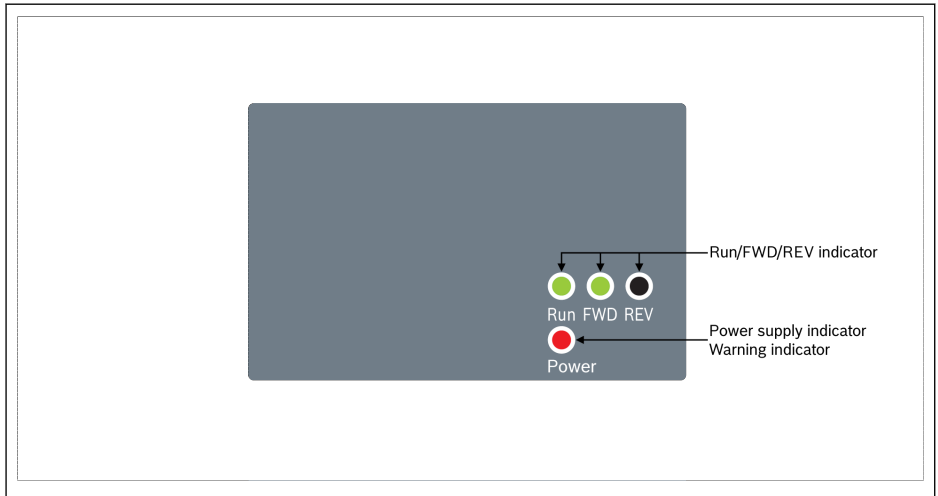 Run/FWD/REV indicator
Run FWD REV
Power supply indicator
Warning indicator
Power